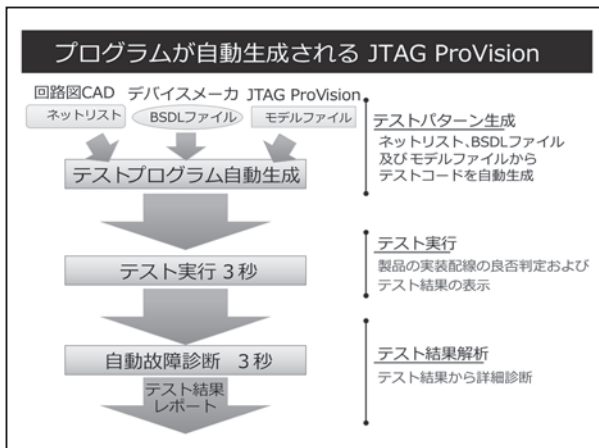 プログラムが自動生成される JTAG ProVision
回路図CAD デバイスメーカ JTAG ProVision
ネットリスト BSDLファイル モデルファイル
テストプログラム自動生成
テスト実行 3秒
自動故障診断 3秒
テスト結果
レポート
テストパターン生成
ネットリスト、BSDLファイル
及びモデルファイルから
テストコードを自動生成
テスト実行
製品の実装配線の良否判定および
テスト結果の表示
テスト結果解析
テスト結果から詳細診断